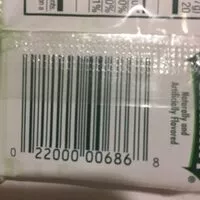 Naturally and
Artificially Flavored
0 22000 00686 8
®